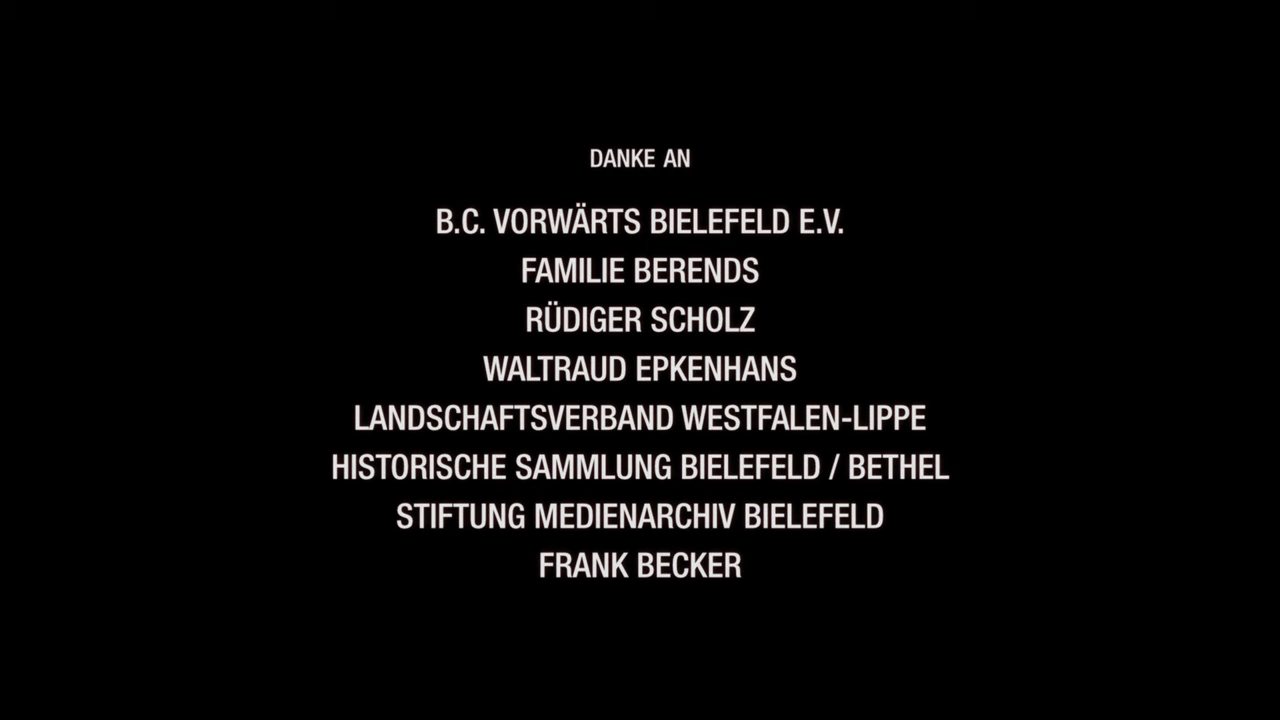 DANKE AN
B.C. VORWÄRTS BIELEFELD E.V.
FAMILIE BERENDS
RÜDIGER SCHOLZ
WALTRAUD EPKENHANS
LANDSCHAFTSVERBAND WESTFALEN-LIPPE
HISTORISCHE SAMMLUNG BIELEFELD / BETHEL
STIFTUNG MEDIENARCHIV BIELEFELD
FRANK BECKER